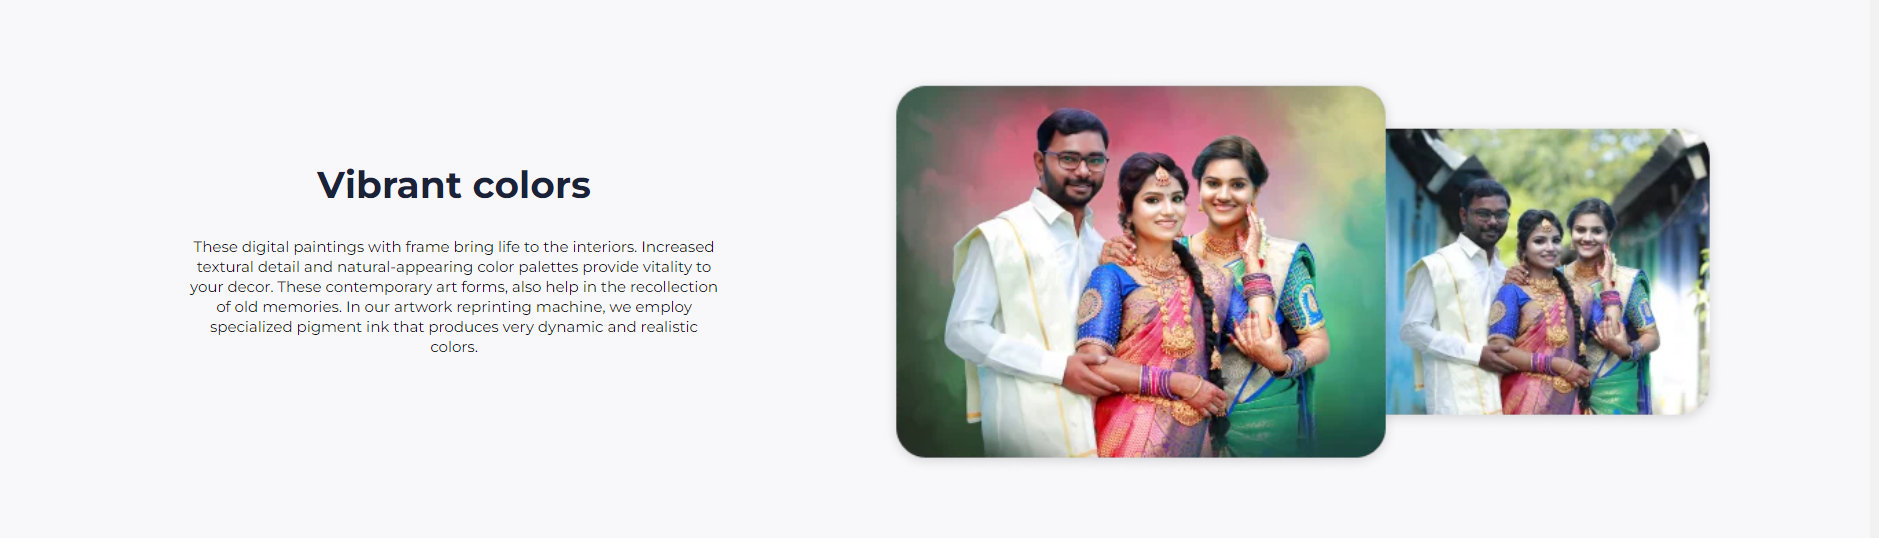 Vibrant colors
These digital paintings with frame bring life to the interiors. Increased
textural detail and natural-appearing color palettes provide vitality to
your decor. These contemporary art forms, also help in the recollection
of old memories. In our artwork reprinting machine, we employ
specialized pigment ink that produces very dynamic and realistic
colors.